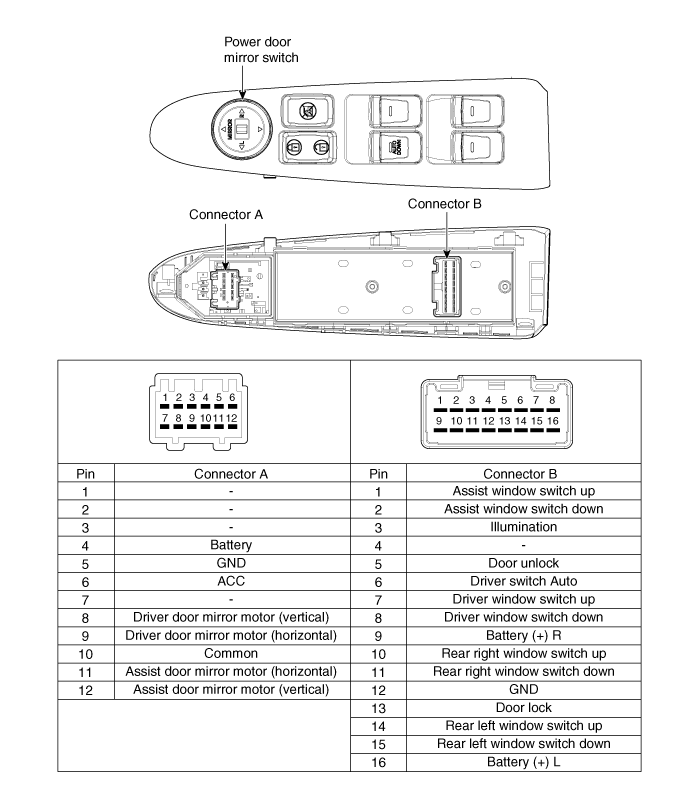 Power door
mirror switch
MIRROR
R
L
AUTO
DOWN
Connector A
Connector B
1 2 3 4 5 6
7 8 9 10 11 12
1 2 3 4 5 6 7 8
9 10 11 12 13 14 15 16
Pin Connector A Pin Connector B
1 - 1 Assist window switch up
2 - 2 Assist window switch down
3 - 3 Illumination
4 Battery 4 -
5 GND 5 Door unlock
6 ACC 6 Driver switch Auto
7 - 7 Driver window switch up
8 Driver door mirror motor (vertical) 8 Driver window switch down
9 Driver door mirror motor (horizontal) 9 Battery (+) R
10 Common 10 Rear right window switch up
11 Assist door mirror motor (horizontal) 11 Rear right window switch down
12 Assist door mirror motor (vertical) 12 GND
13 Door lock
14 Rear left window switch up
15 Rear left window switch down
16 Battery (+) L